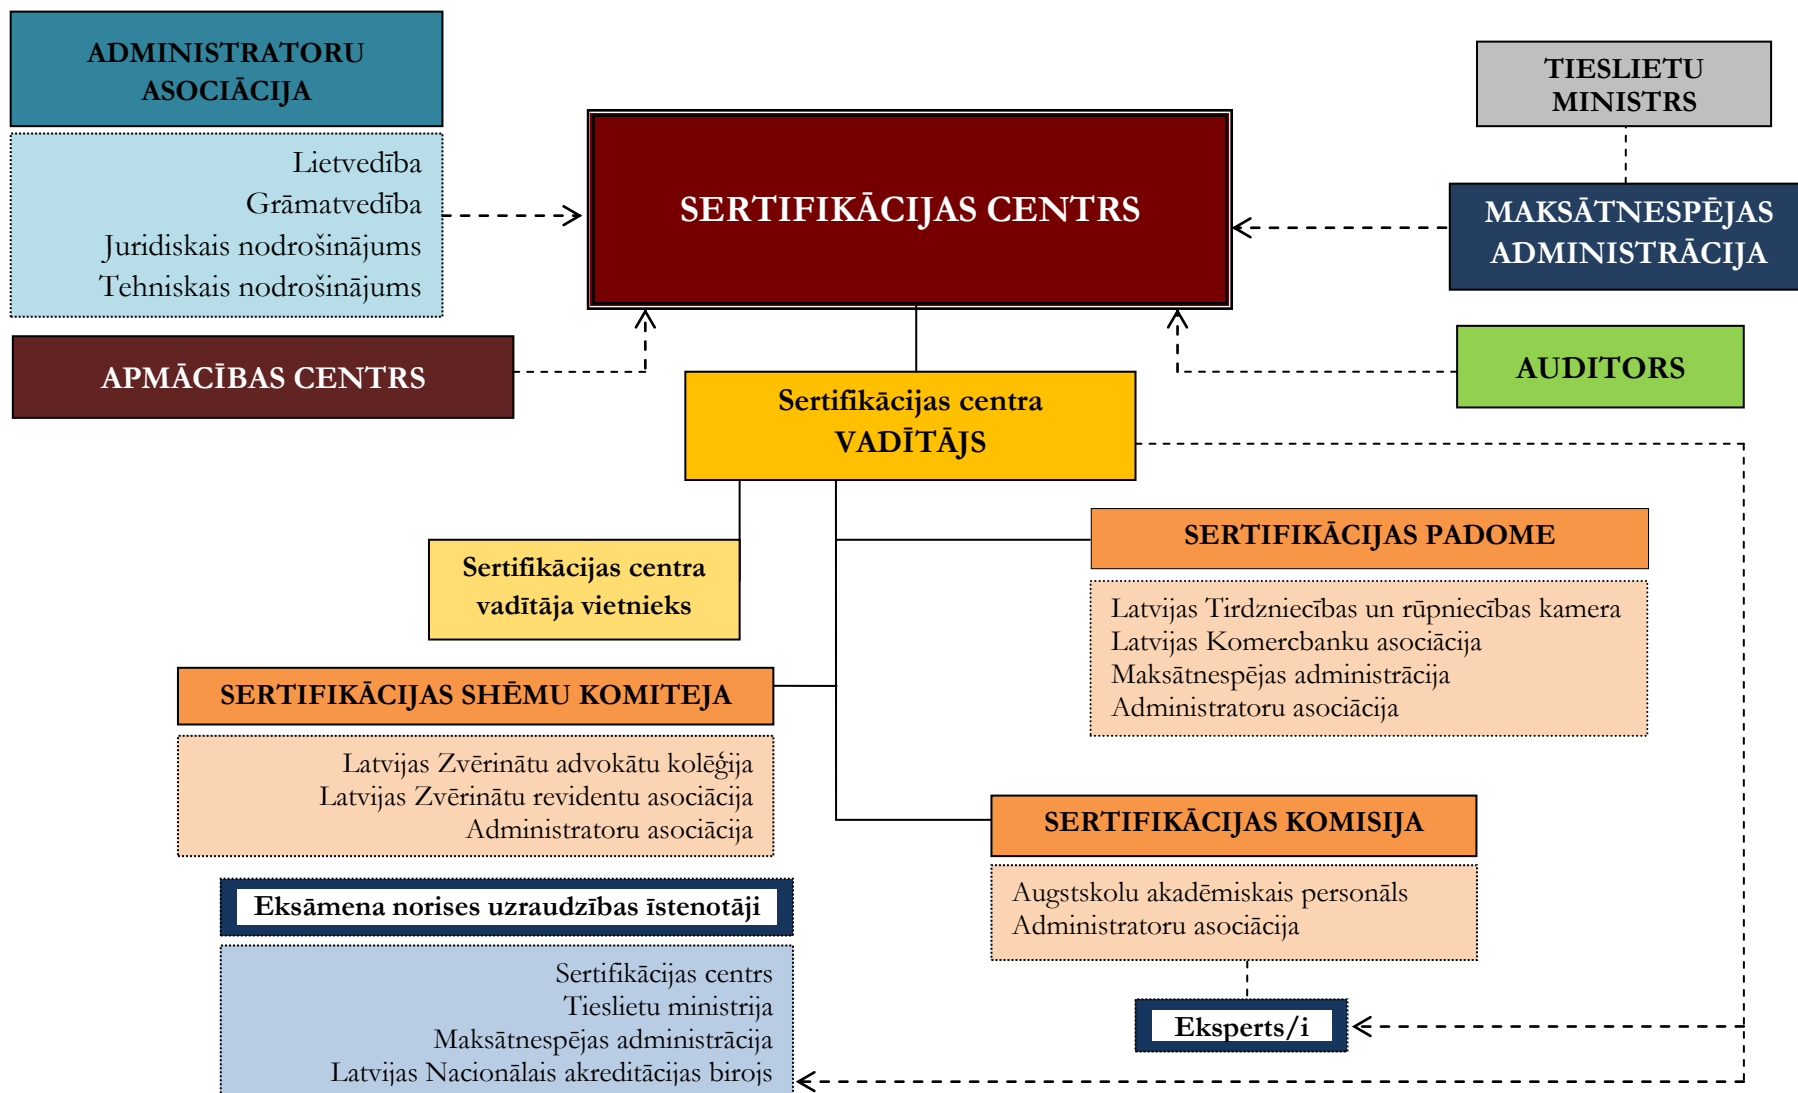 ADMINISTRATORU
ASOCIĀCIJA
Lietvedība
Grāmatvedība
Juridiskais nodrošinājums
Tehniskais nodrošinājums
SERTIFIKĀCIJAS CENTRS
TIESLIETU
MINISTRS
MAKSĀTNESPĒJAS
ADMINISTRĀCIJA
APMĀCĪBAS CENTRS
AUDITORS
Sertifikācijas centra
VADĪTĀJS
Sertifikācijas centra
vadītāja vietnieks
SERTIFIKĀCIJAS PADOME
Latvijas Tirdzniecības un rūpniecības kamera
Latvijas Komercbanku asociācija
Maksātnespējas administrācija
Administratoru asociācija
SERTIFIKĀCIJAS SHĒMU KOMITEJA
Latvijas Zvērinātu advokātu kolēģija
Latvijas Zvērinātu revidentu asociācija
Administratoru asociācija
SERTIFIKĀCIJAS KOMISIJA
Augstskolu akadēmiskais personāls
Administratoru asociācija
Eksāmena norises uzraudzības īstenotāji
Sertifikācijas centrs
Tieslietu ministrija
Maksātnespējas administrācija
Latvijas Nacionālais akreditācijas birojs
Eksperts/i